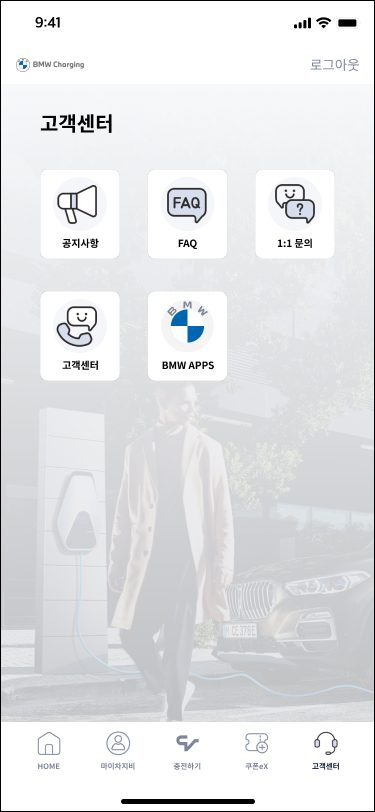 9:41
BMW Charging
로그아웃
고객센터
공지사항
FAQ
FAQ
1:1 문의
?
고객센터
BMW
BMW APPS
HOME
마이차지비
충전하기
쿠폰eX
고객센터